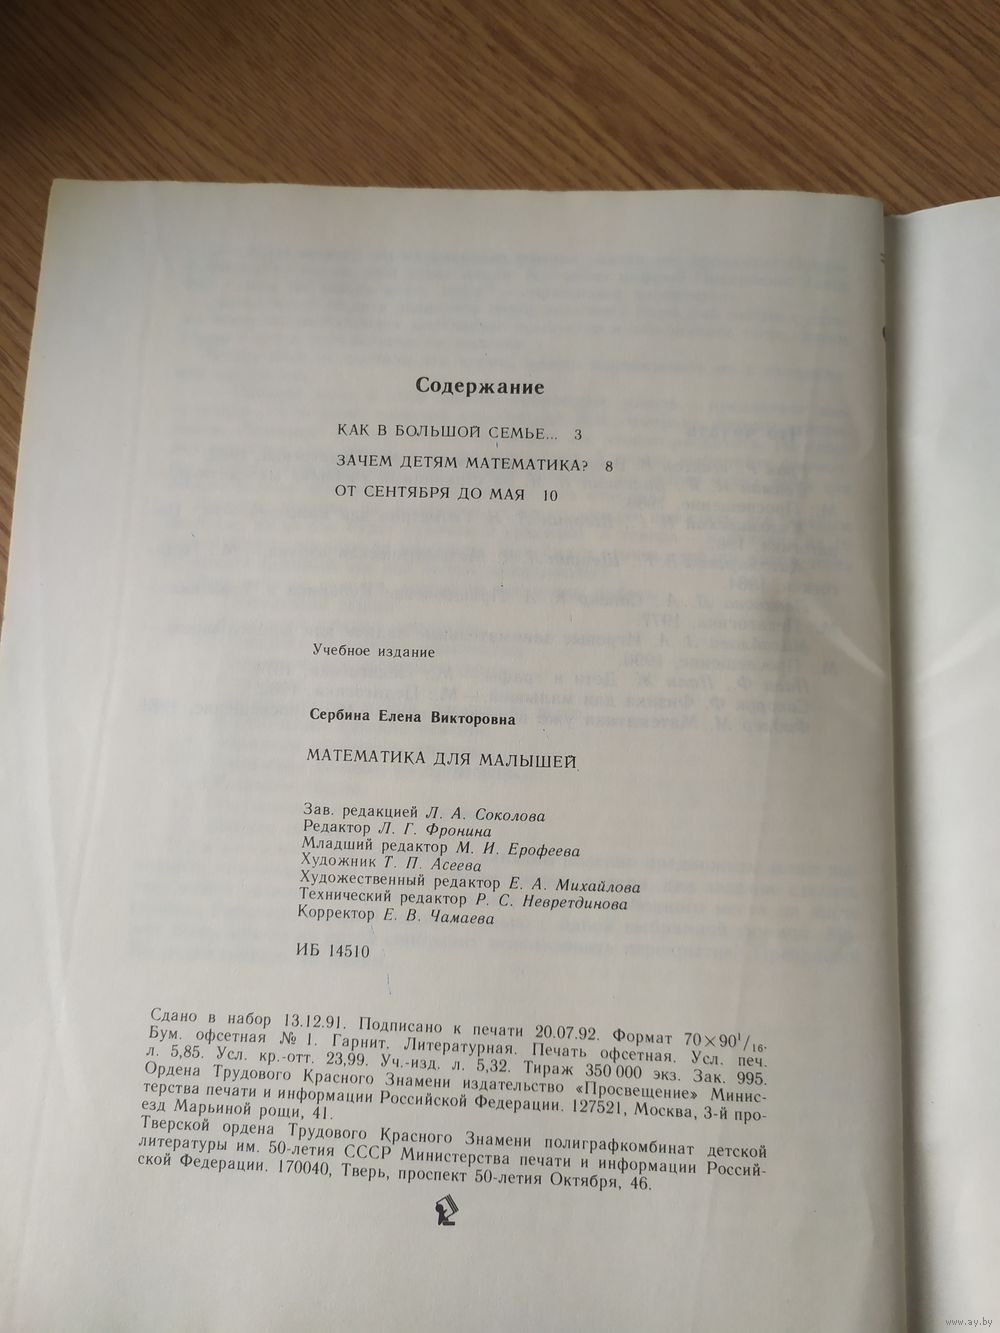 Содержание
КАК В БОЛЬШОЙ СЕМЬЕ... 3
ЗАЧЕМ ДЕТЯМ МАТЕМАТИКА? 8
ОТ СЕНТЯБРЯ ДО МАЯ 10
Учебное издание
Сербина Елена Викторовна
МАТЕМАТИКА ДЛЯ МАЛЫШЕЙ
Зав. редакцией Л. А. Соколова
Редактор Л. Г. Фронина
Младший редактор М. И. Ерофеева
Художник Т. П. Асеева
Художественный редактор Е. А. Михайлова
Технический редактор Р. С. Невретдинова
Корректор Е. В. Чамаева
ИБ 14510
Сдано в набор 13.12.91. Подписано к печати 20.07.92. Формат 70×90¹/₁₆.
Бум. офсетная № 1. Гарнит. Литературная. Печать офсетная. Усл. печ.
л. 5,85. Усл. кр.-отт. 23,99. Уч.-изд. л. 5,32. Тираж 350 000 экз. Зак. 995.
Ордена Трудового Красного Знамени издательство «Просвещение» Минис-
терства печати и информации Российской Федерации. 127521, Москва, 3-й про-
езд Марьиной рощи, 41.
Тверской ордена Трудового Красного Знамени полиграфкомбинат детской
литературы им. 50-летия СССР Министерства печати и информации Россий-
ской Федерации. 170040, Тверь, проспект 50-летия Октября, 46.
www.ay.by